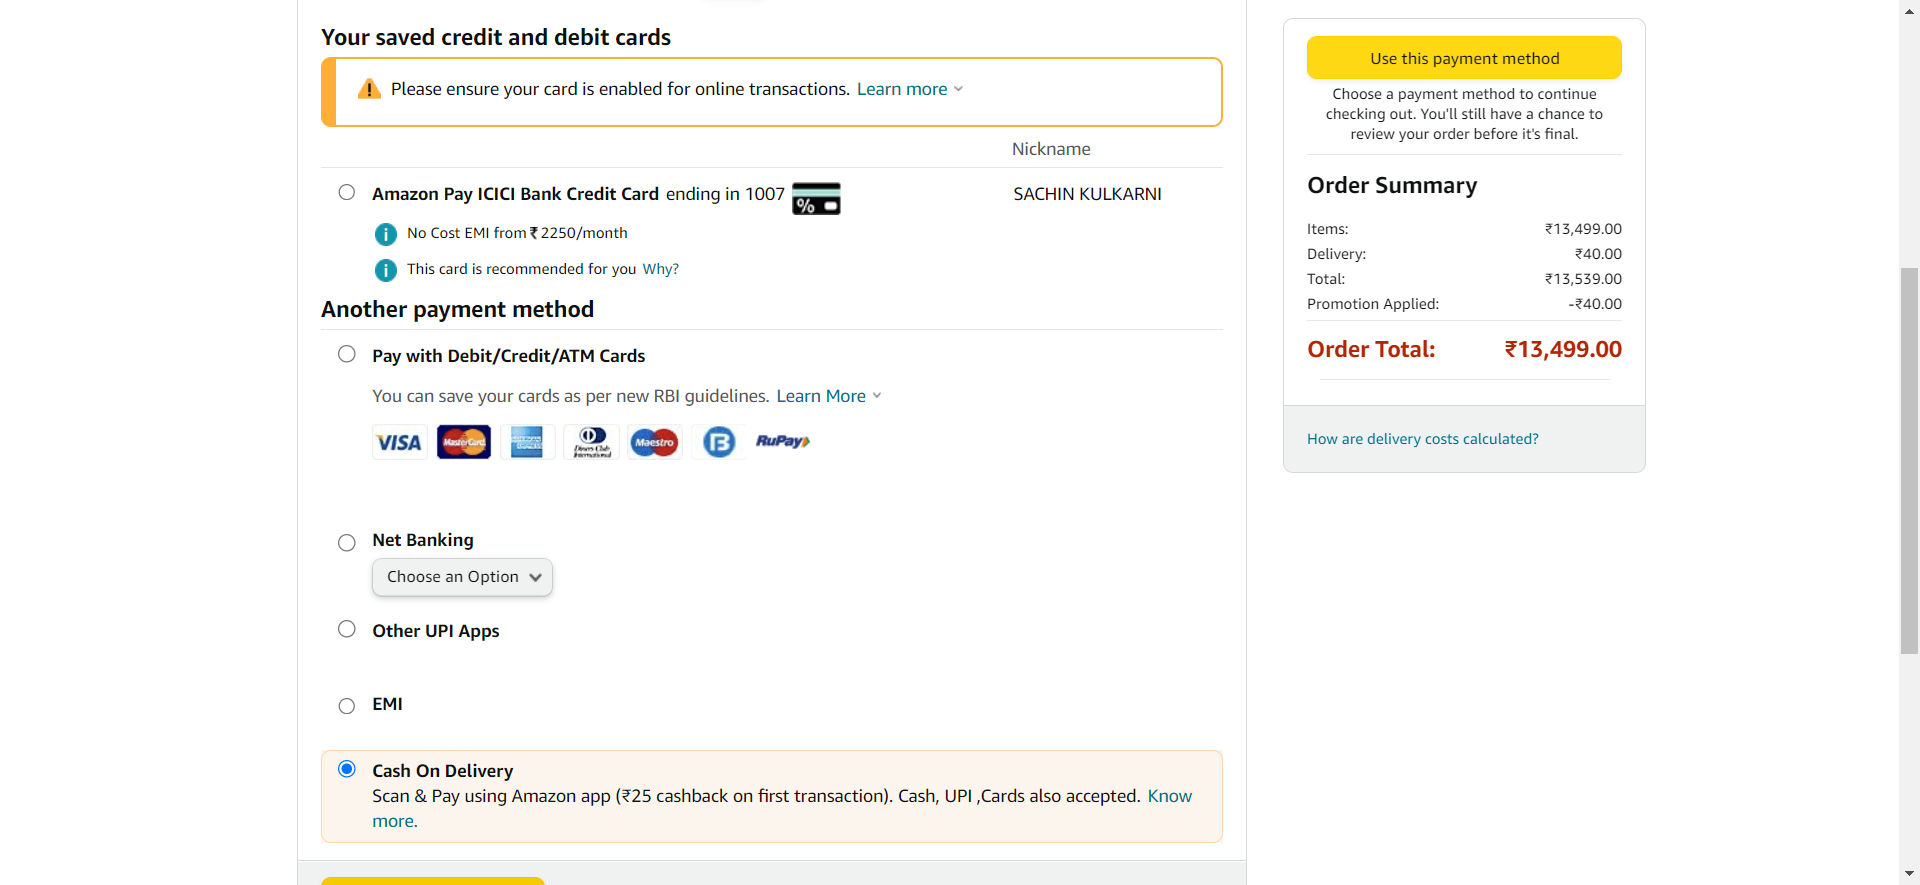 Your saved credit and debit cards
Please ensure your card is enabled for online transactions. Learn more
Nickname
Amazon Pay ICICI Bank Credit Card ending in 1007
%
SACHIN KULKARNI
No Cost EMI from ₹2250/month
This card is recommended for you Why?
Another payment method
Pay with Debit/Credit/ATM Cards
You can save your cards as per new RBI guidelines. Learn More
VISA MasterCard AMERICAN EXPRESS Diners Club International Maestro B RuPay
Net Banking
Choose an Option
Other UPI Apps
EMI
Cash On Delivery
Scan & Pay using Amazon app (₹25 cashback on first transaction). Cash, UPI ,Cards also accepted. Know
more.
Use this payment method
Choose a payment method to continue
checking out. You'll still have a chance to
review your order before it's final.
Order Summary
Items: ₹13,499.00
Delivery: ₹40.00
Total: ₹13,539.00
Promotion Applied: -₹40.00
Order Total: ₹13,499.00
How are delivery costs calculated?